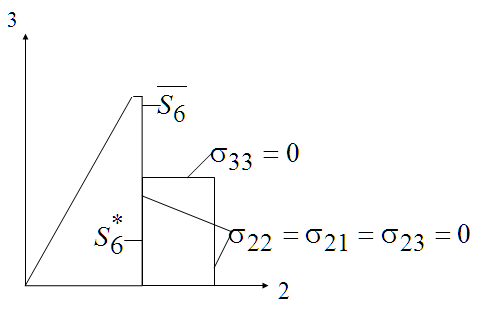 3
S̅₆
σ₃₃ = 0
S₆*
σ₂₂ = σ₂₁ = σ₂₃ = 0
2